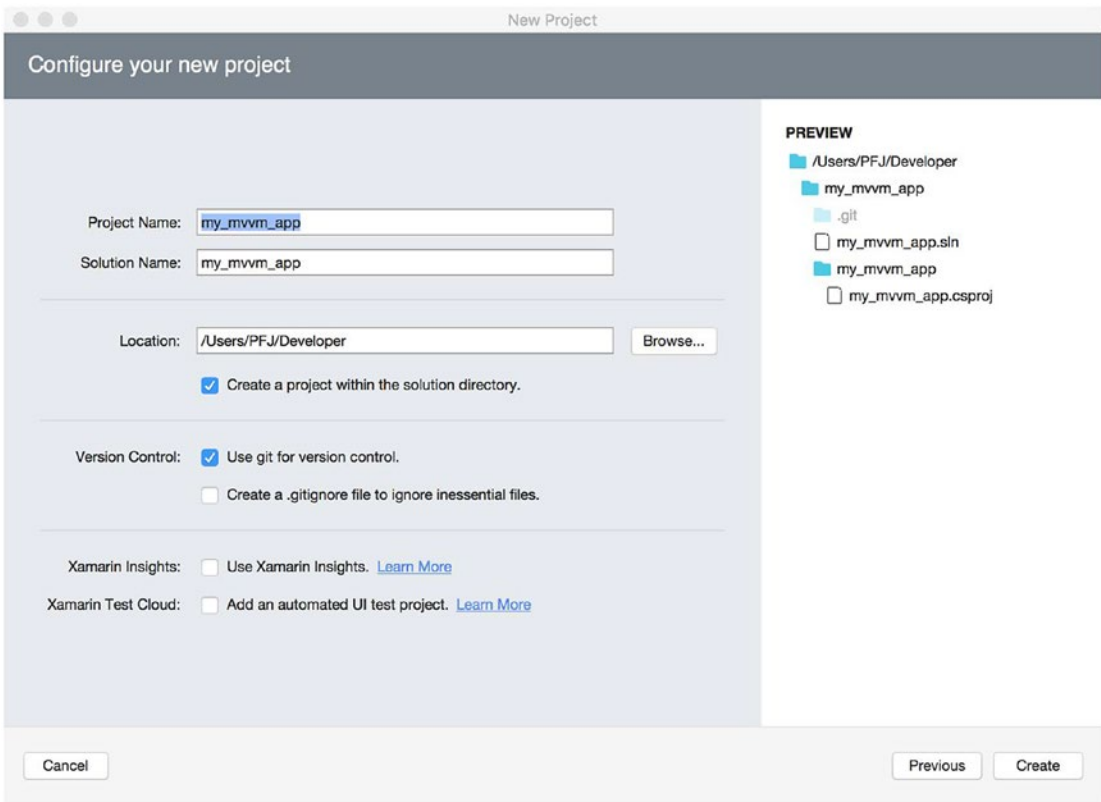 New Project
Configure your new project
Project Name: my_mvvm_app
Solution Name: my_mvvm_app
Location: /Users/PFJ/Developer Browse...
Create a project within the solution directory.
Version Control: Use git for version control.
Create a .gitignore file to ignore inessential files.
Xamarin Insights: Use Xamarin Insights. Learn More
Xamarin Test Cloud: Add an automated UI test project. Learn More
PREVIEW
/Users/PFJ/Developer
my_mvvm_app
.git
my_mvvm_app.sln
my_mvvm_app
my_mvvm_app.csproj
Cancel Previous Create